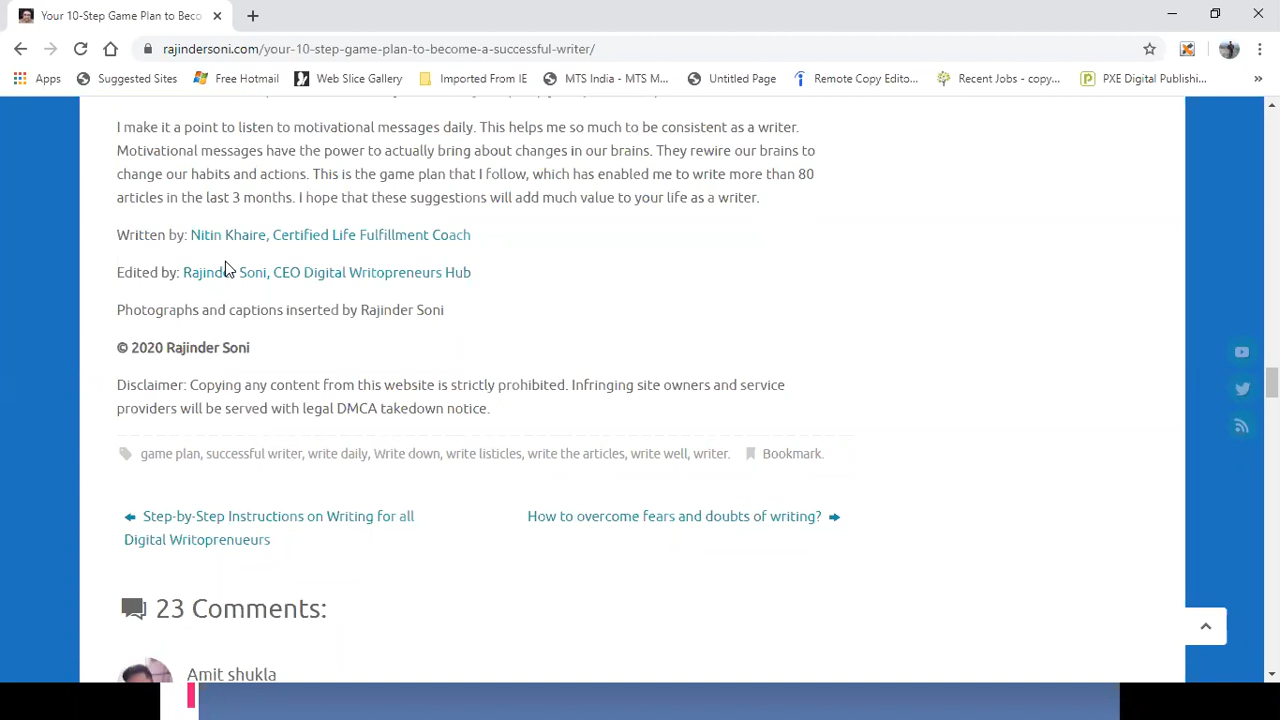 Your 10-Step Game Plan to Beco
rajindersoni.com/your-10-step-game-plan-to-become-a-successful-writer/
Apps Suggested Sites Free Hotmail Web Slice Gallery Imported From IE MTS India - MTS M... Untitled Page Remote Copy Edito... Recent Jobs - copy... PXE Digital Publishi... »
I make it a point to listen to motivational messages daily. This helps me so much to be consistent as a writer.
Motivational messages have the power to actually bring about changes in our brains. They rewire our brains to
change our habits and actions. This is the game plan that I follow, which has enabled me to write more than 80
articles in the last 3 months. I hope that these suggestions will add much value to your life as a writer.
Written by: Nitin Khaire, Certified Life Fulfillment Coach
Edited by: Rajinder Soni, CEO Digital Writopreneurs Hub
Photographs and captions inserted by Rajinder Soni
© 2020 Rajinder Soni
Disclaimer: Copying any content from this website is strictly prohibited. Infringing site owners and service
providers will be served with legal DMCA takedown notice.
game plan, successful writer, write daily, Write down, write listicles, write the articles, write well, writer. Bookmark.
Step-by-Step Instructions on Writing for all
Digital Writoprenueurs
How to overcome fears and doubts of writing?
23 Comments:
Amit shukla